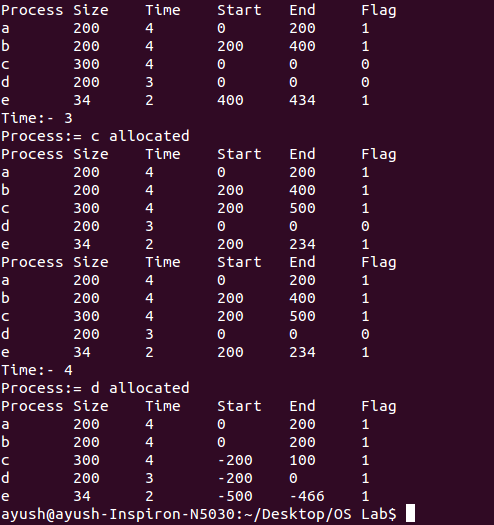 Process Size Time Start End Flag
a 200 4 0 200 1
b 200 4 200 400 1
c 300 4 0 0 0
d 200 3 0 0 0
e 34 2 400 434 1
Time:- 3
Process:= c allocated
Process Size Time Start End Flag
a 200 4 0 200 1
b 200 4 200 400 1
c 300 4 200 500 1
d 200 3 0 0 0
e 34 2 200 234 1
Process Size Time Start End Flag
a 200 4 0 200 1
b 200 4 200 400 1
c 300 4 200 500 1
d 200 3 0 0 0
e 34 2 200 234 1
Time:- 4
Process:= d allocated
Process Size Time Start End Flag
a 200 4 0 200 1
b 200 4 0 200 1
c 300 4 -200 100 1
d 200 3 -200 0 1
e 34 2 -500 -466 1
ayush@ayush-Inspiron-N5030:~/Desktop/OS Lab$